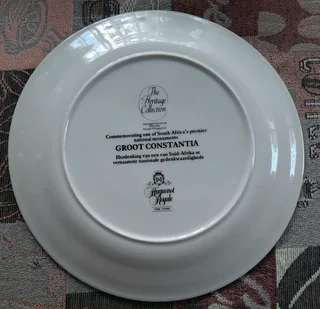 The
Heritage
Collection
Commemorating one of South Africa's premier
national monuments
GROOT CONSTANTIA
Herdenking van een van Suid-Afrika se
vernaamste nasionale gedenkwaardighede
Huguenot
Royale